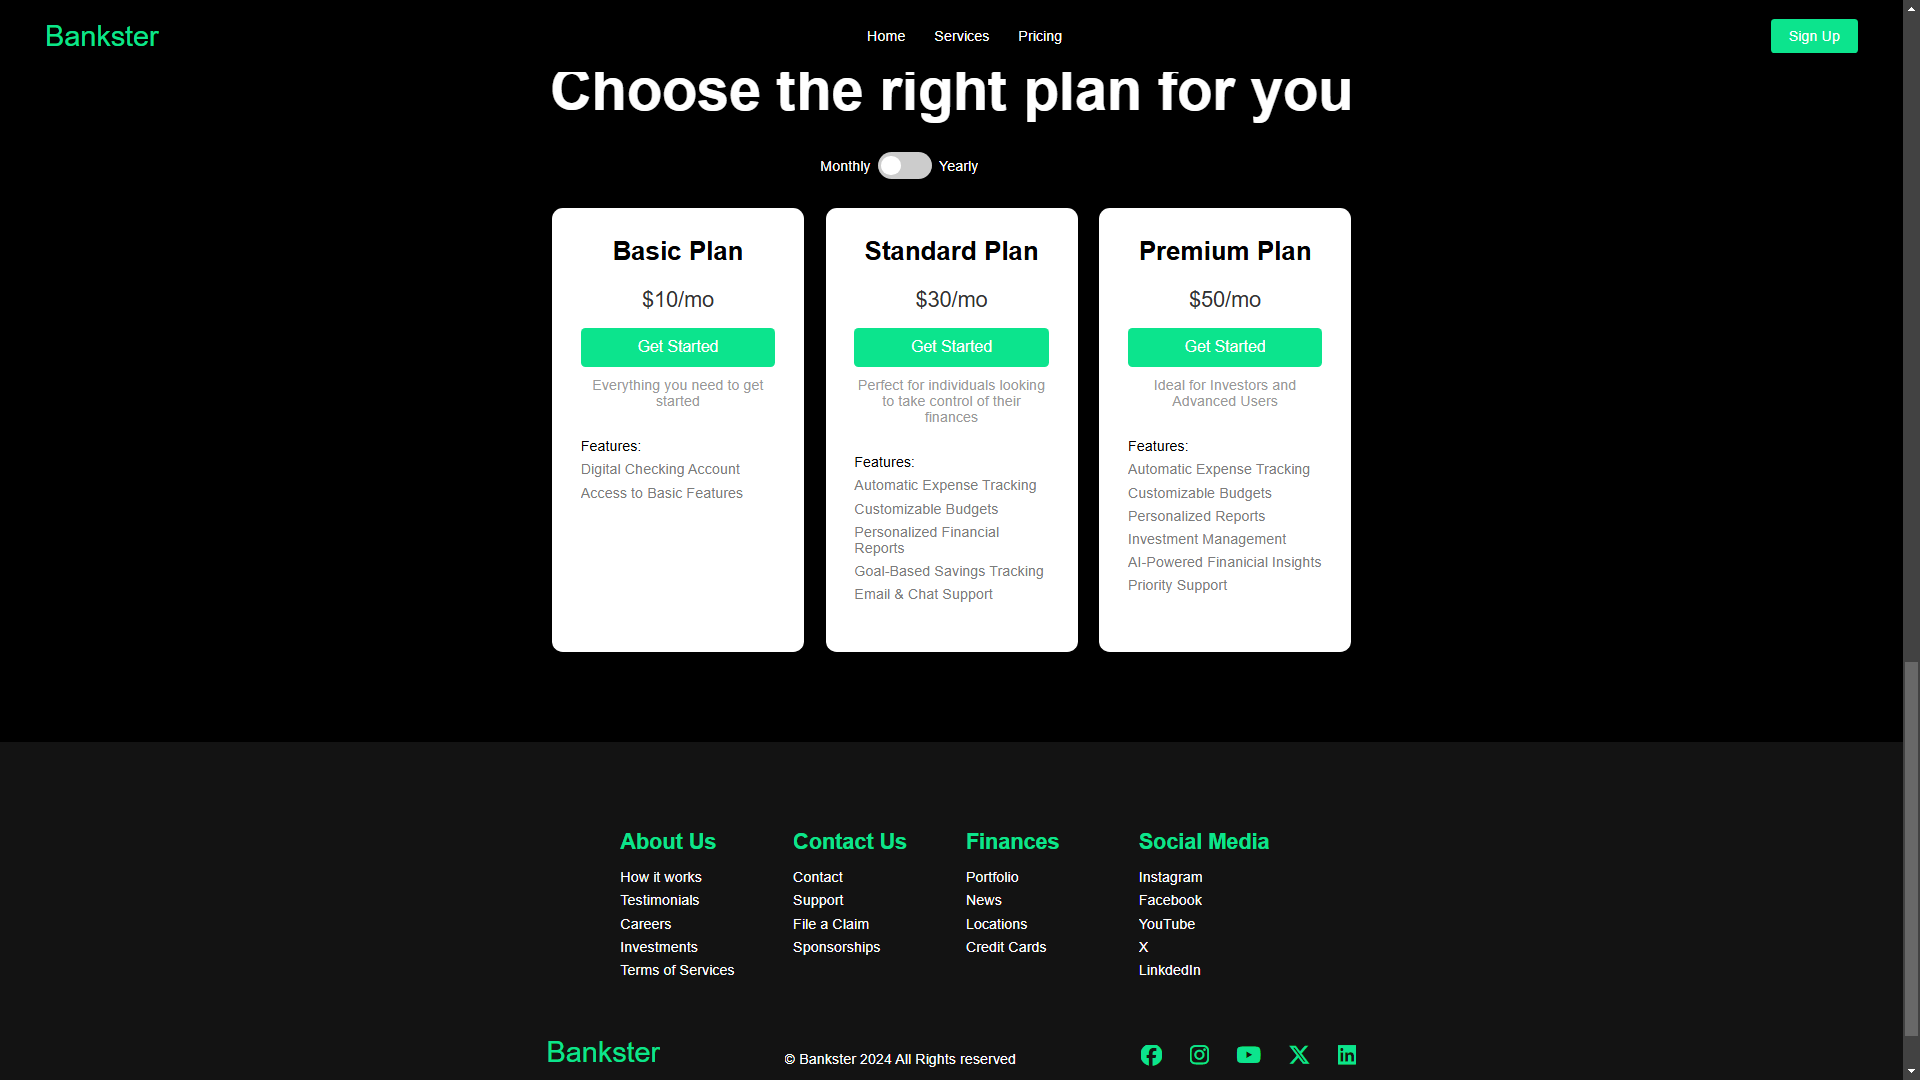 Bankster
Home Services Pricing
Sign Up
Choose the right plan for you
Monthly Yearly
Basic Plan
$10/mo
Get Started
Everything you need to get
started
Features:
Digital Checking Account
Access to Basic Features
Standard Plan
$30/mo
Get Started
Perfect for individuals looking
to take control of their
finances
Features:
Automatic Expense Tracking
Customizable Budgets
Personalized Financial
Reports
Goal-Based Savings Tracking
Email & Chat Support
Premium Plan
$50/mo
Get Started
Ideal for Investors and
Advanced Users
Features:
Automatic Expense Tracking
Customizable Budgets
Personalized Reports
Investment Management
AI-Powered Financinial Insights
Priority Support
About Us
How it works
Testimonials
Careers
Investments
Terms of Services
Contact Us
Contact
Support
File a Claim
Sponsorships
Finances
Portfolio
News
Locations
Credit Cards
Social Media
Instagram
Facebook
YouTube
X
LinkdedIn
Bankster
© Bankster 2024 All Rights reserved